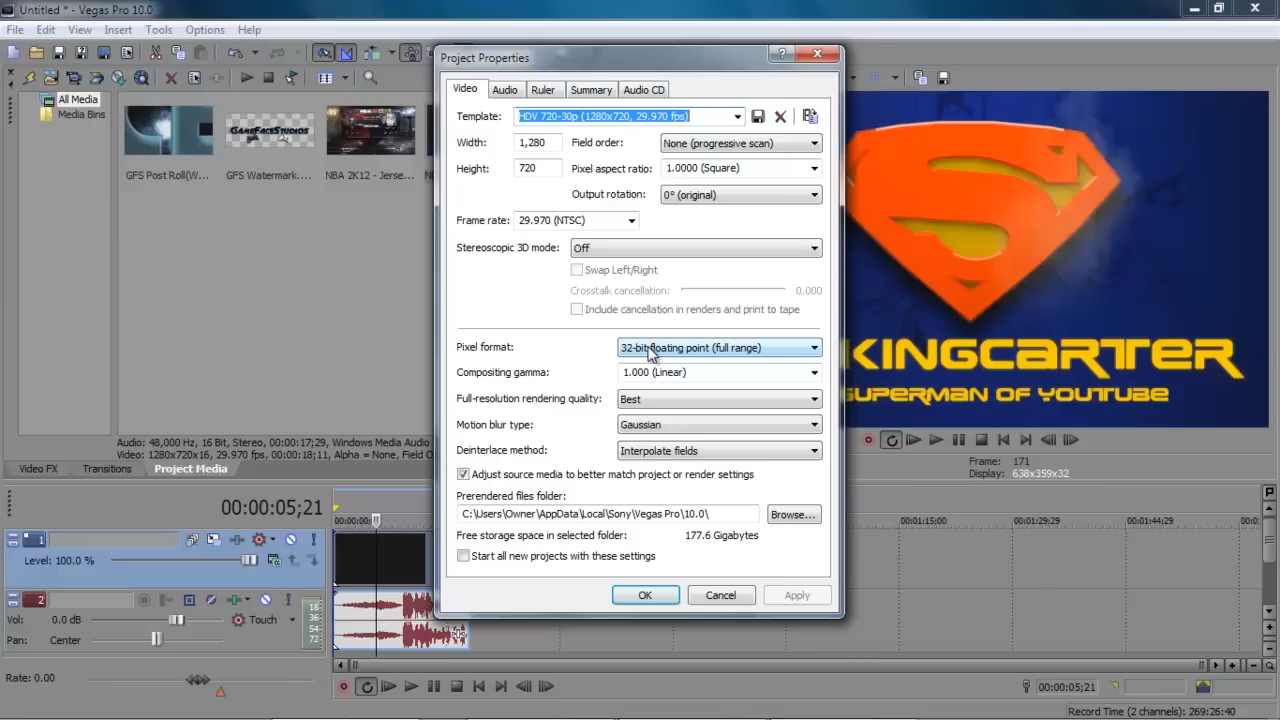 Untitled * - Vegas Pro 10.0
File Edit View Insert Tools Options Help
All Media
Media Bins
GFS Post Roll(W...
GFS Watermark....
NBA 2K12 - Jerse...
Audio: 48,000 Hz, 16 Bit, Stereo, 00:00:17;29, Windows Media Audio
Video: 1280x720x16, 29.970 fps, 00:00:18;11, Alpha = None, Field O
Video FX Transitions Project Media
Project Properties
Video Audio Ruler Summary Audio CD
Template: HDV 720-30p (1280x720, 29.970 fps)
Width: 1,280 Field order: None (progressive scan)
Height: 720 Pixel aspect ratio: 1.0000 (Square)
Output rotation: 0° (original)
Frame rate: 29.970 (NTSC)
Stereoscopic 3D mode: Off
Swap Left/Right
Crosstalk cancellation: 0.000
Include cancellation in renders and print to tape
Pixel format: 32-bit floating point (full range)
Compositing gamma: 1.000 (Linear)
Full-resolution rendering quality: Best
Motion blur type: Gaussian
Deinterlace method: Interpolate fields
Adjust source media to better match project or render settings
Prerendered files folder:
C:\Users\Owner\AppData\Local\Sony\Vegas Pro\10.0\ Browse...
Free storage space in selected folder: 177.6 Gigabytes
Start all new projects with these settings
OK Cancel Apply
KINGCARTER
SUPERMAN OF YOUTUBE
Frame: 171
Display: 638x359x32
00:00:05;21
00:00:00;
00:01:15;00 00:01:29;29 00:01:44;29 00:0
1
Level: 100.0 %
2
Vol: 0.0 dB Touch
Pan: Center
18
36
54
72
Rate: 0.00
00:00:05;21
Record Time (2 channels): 269:26:40